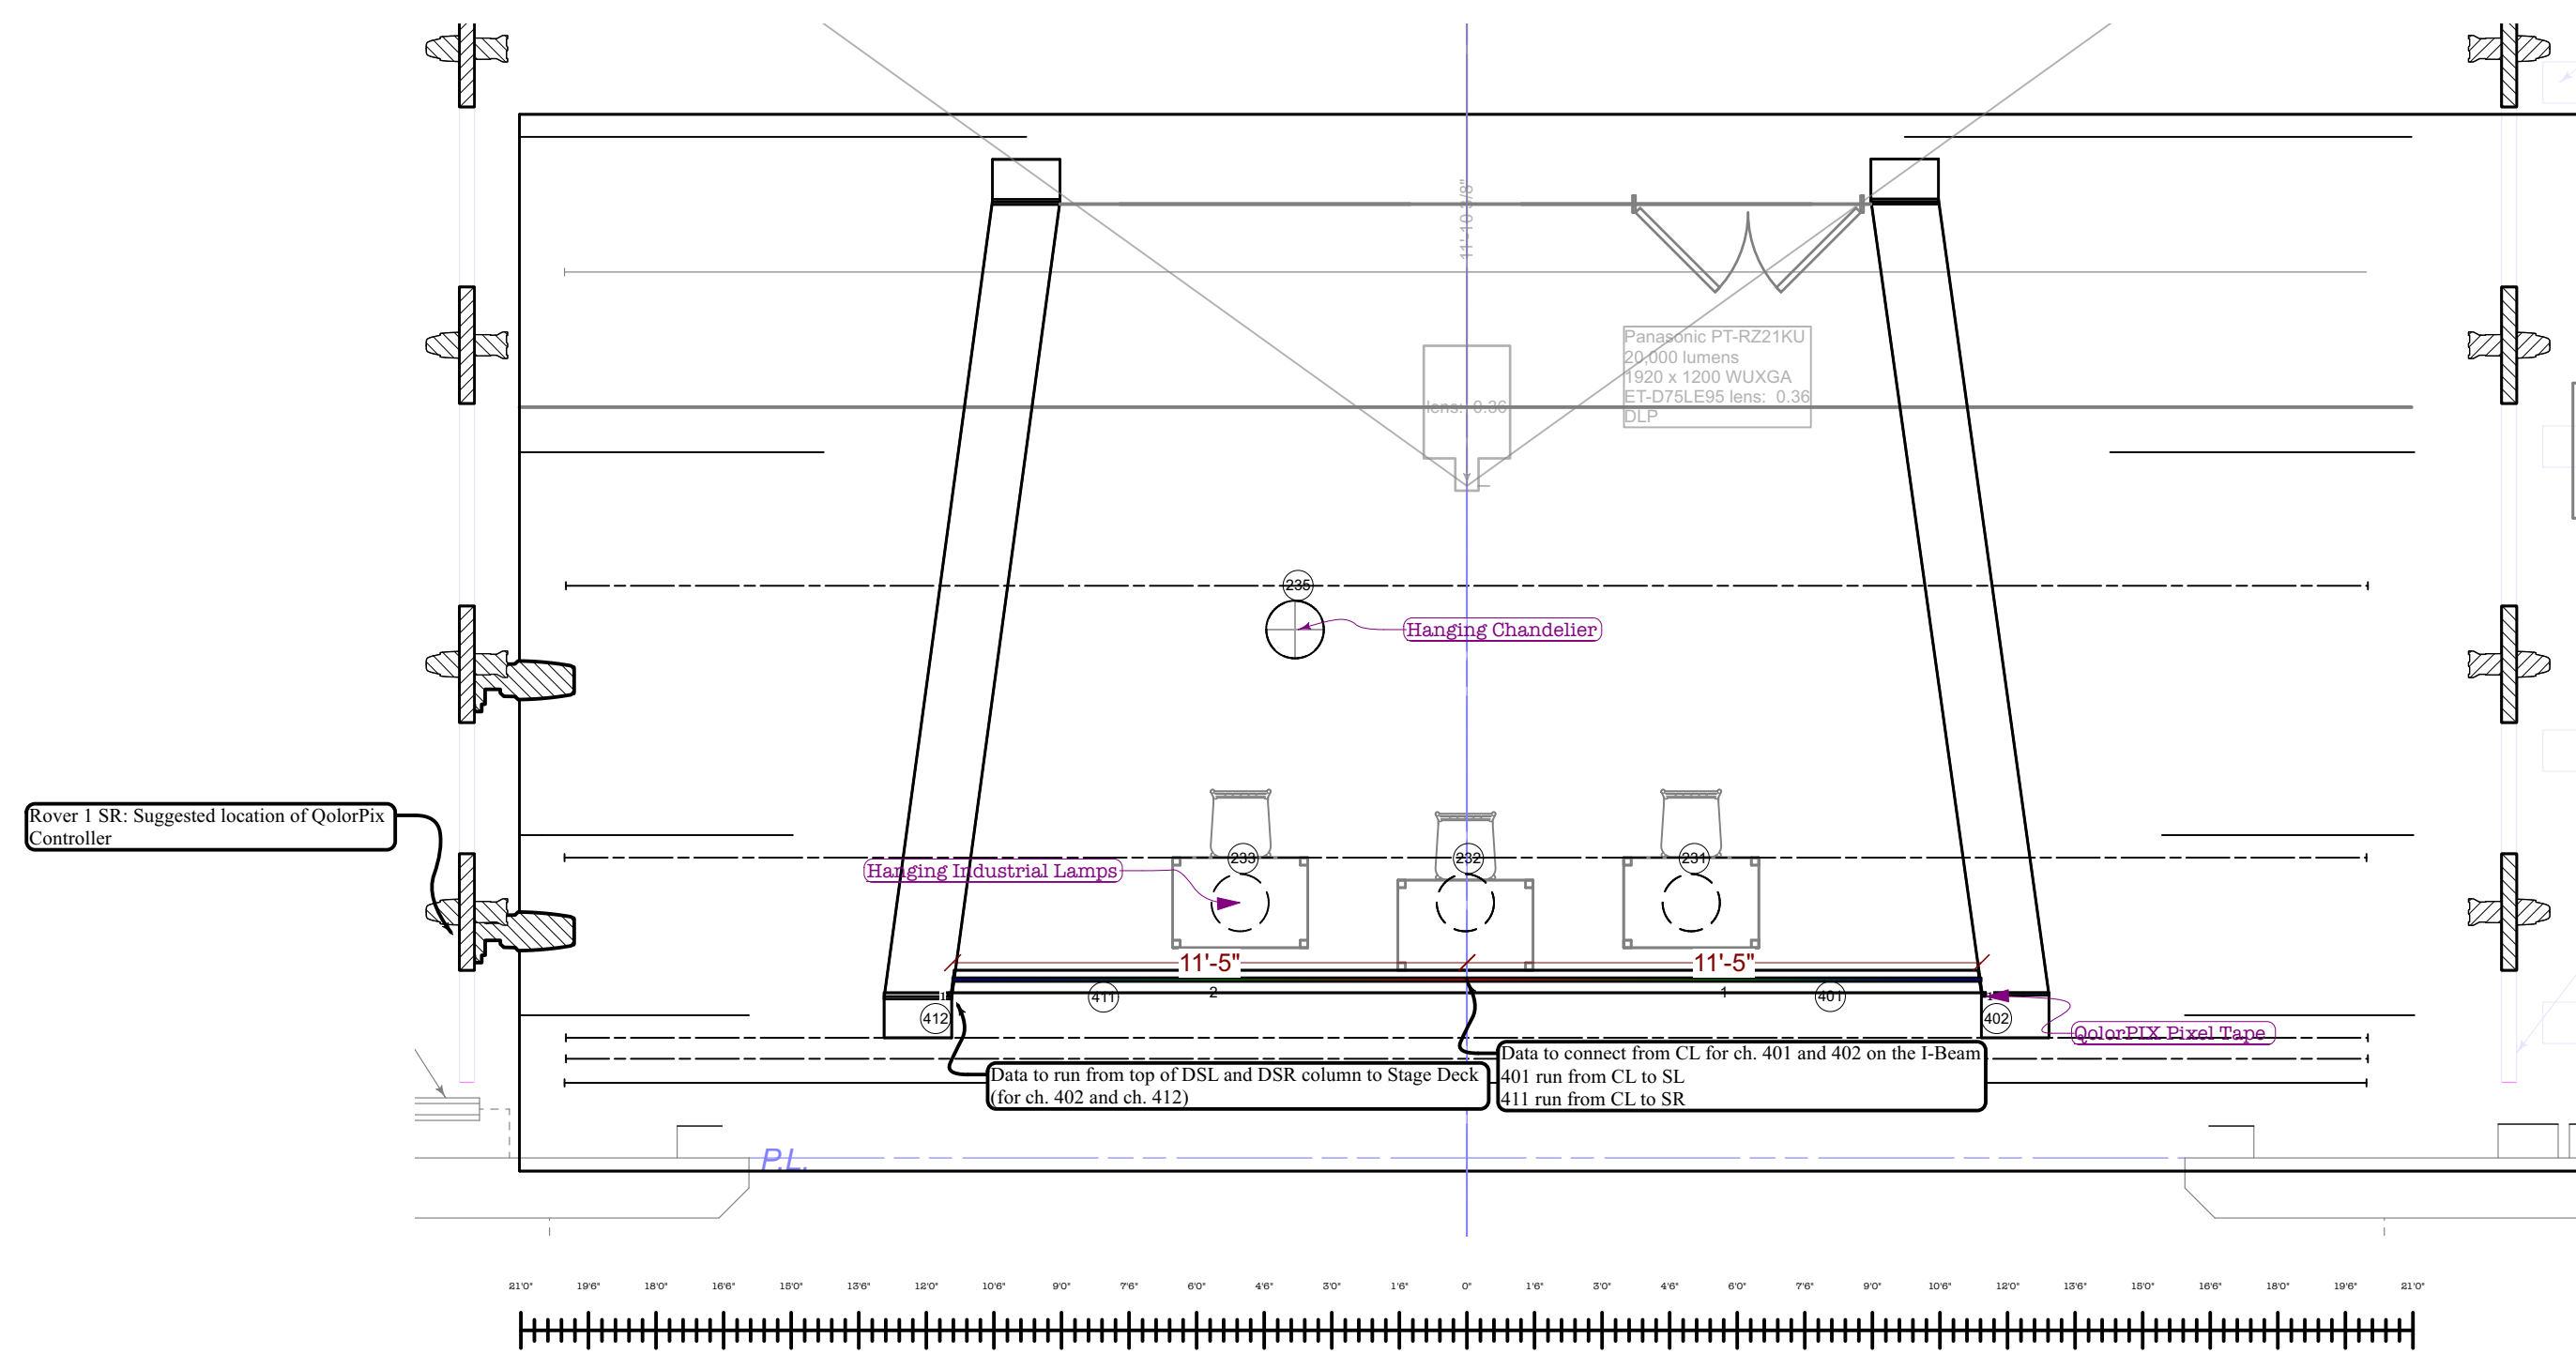 11'-10 3/8"
Panasonic PT-RZ21KU
20,000 lumens
1920 x 1200 WUXGA
ET-D75LE95 lens: 0.36
DLP
lens: 0.36
235
Hanging Chandelier
Rover 1 SR: Suggested location of QolorPix
Controller
233
232
231
Hanging Industrial Lamps
11'-5"
11'-5"
1
411
2
1
401
412
402
QolorPIX Pixel Tape
Data to run from top of DSL and DSR column to Stage Deck
(for ch. 402 and ch. 412)
Data to connect from CL for ch. 401 and 402 on the I-Beam
401 run from CL to SL
411 run from CL to SR
P.L.
21'0" 19'6" 18'0" 16'6" 15'0" 13'6" 12'0" 10'6" 9'0" 7'6" 6'0" 4'6" 3'0" 1'6" 0" 1'6" 3'0" 4'6" 6'0" 7'6" 9'0" 10'6" 12'0" 13'6" 15'0" 16'6" 18'0" 19'6" 21'0"